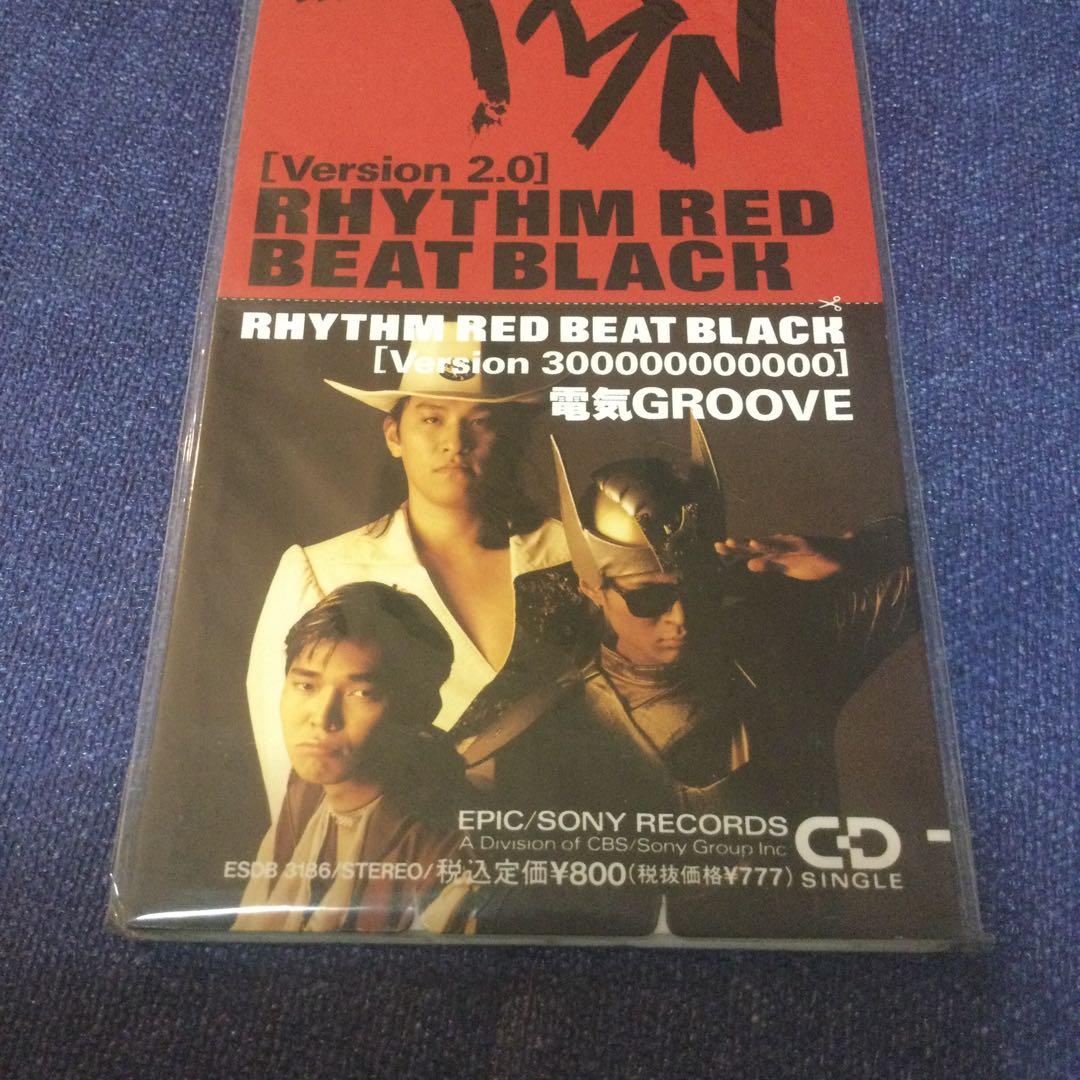 TMN
[Version 2.0]
RHYTHM RED
BEAT BLACK
RHYTHM RED BEAT BLACK
[Version 300000000000]
電気GROOVE
EPIC/SONY RECORDS
A Division of CBS/Sony Group Inc.
ESDB 3186/STEREO/税込定価¥800(税抜価格¥777)
CD
SINGLE